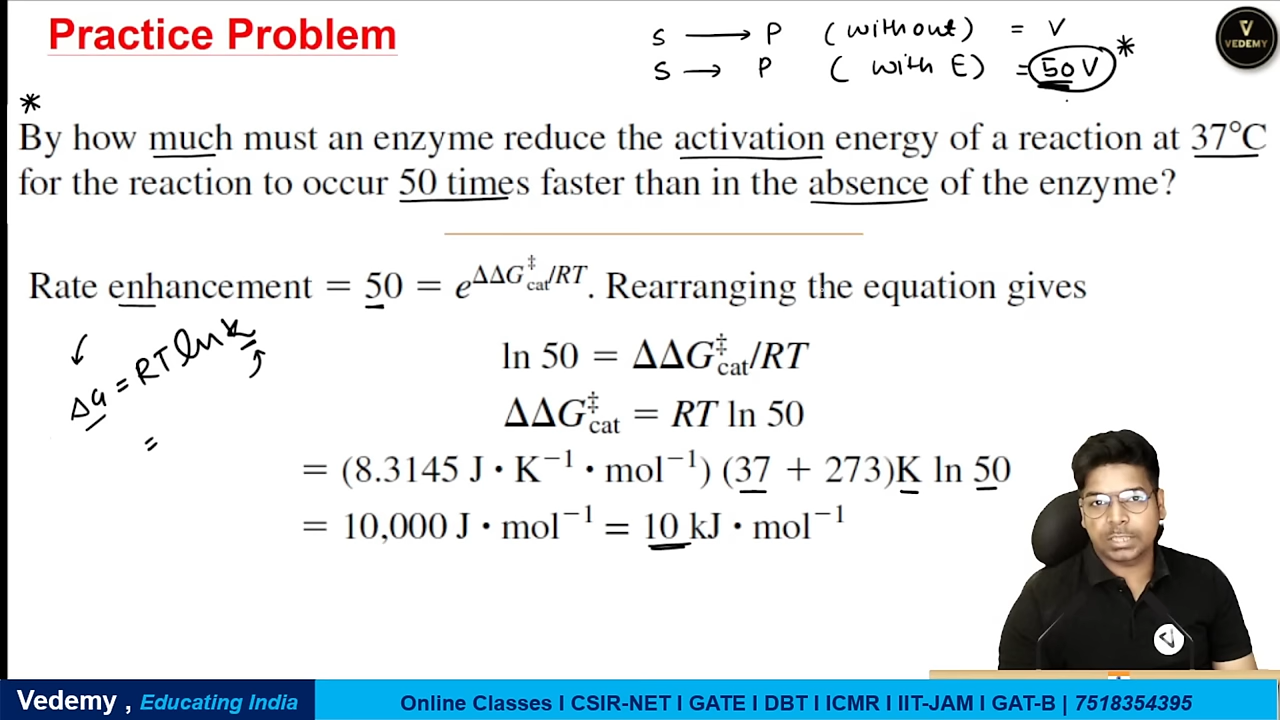 Practice Problem
S ⟶ P (without) = V
S → P (with E) = 50 V *
VEDEMY
*
By how much must an enzyme reduce the activation energy of a reaction at 37°C
for the reaction to occur 50 times faster than in the absence of the enzyme?
Rate enhancement = 50 = e^ΔΔG‡cat/RT. Rearranging the equation gives
ΔG = RT ln K
=
ln 50 = ΔΔG‡cat/RT
ΔΔG‡cat = RT ln 50
= (8.3145 J · K⁻¹ · mol⁻¹) (37 + 273)K ln 50
= 10,000 J · mol⁻¹ = 10 kJ · mol⁻¹
Vedemy , Educating India
Online Classes I CSIR-NET I GATE I DBT I ICMR I IIT-JAM I GAT-B | 7518354395